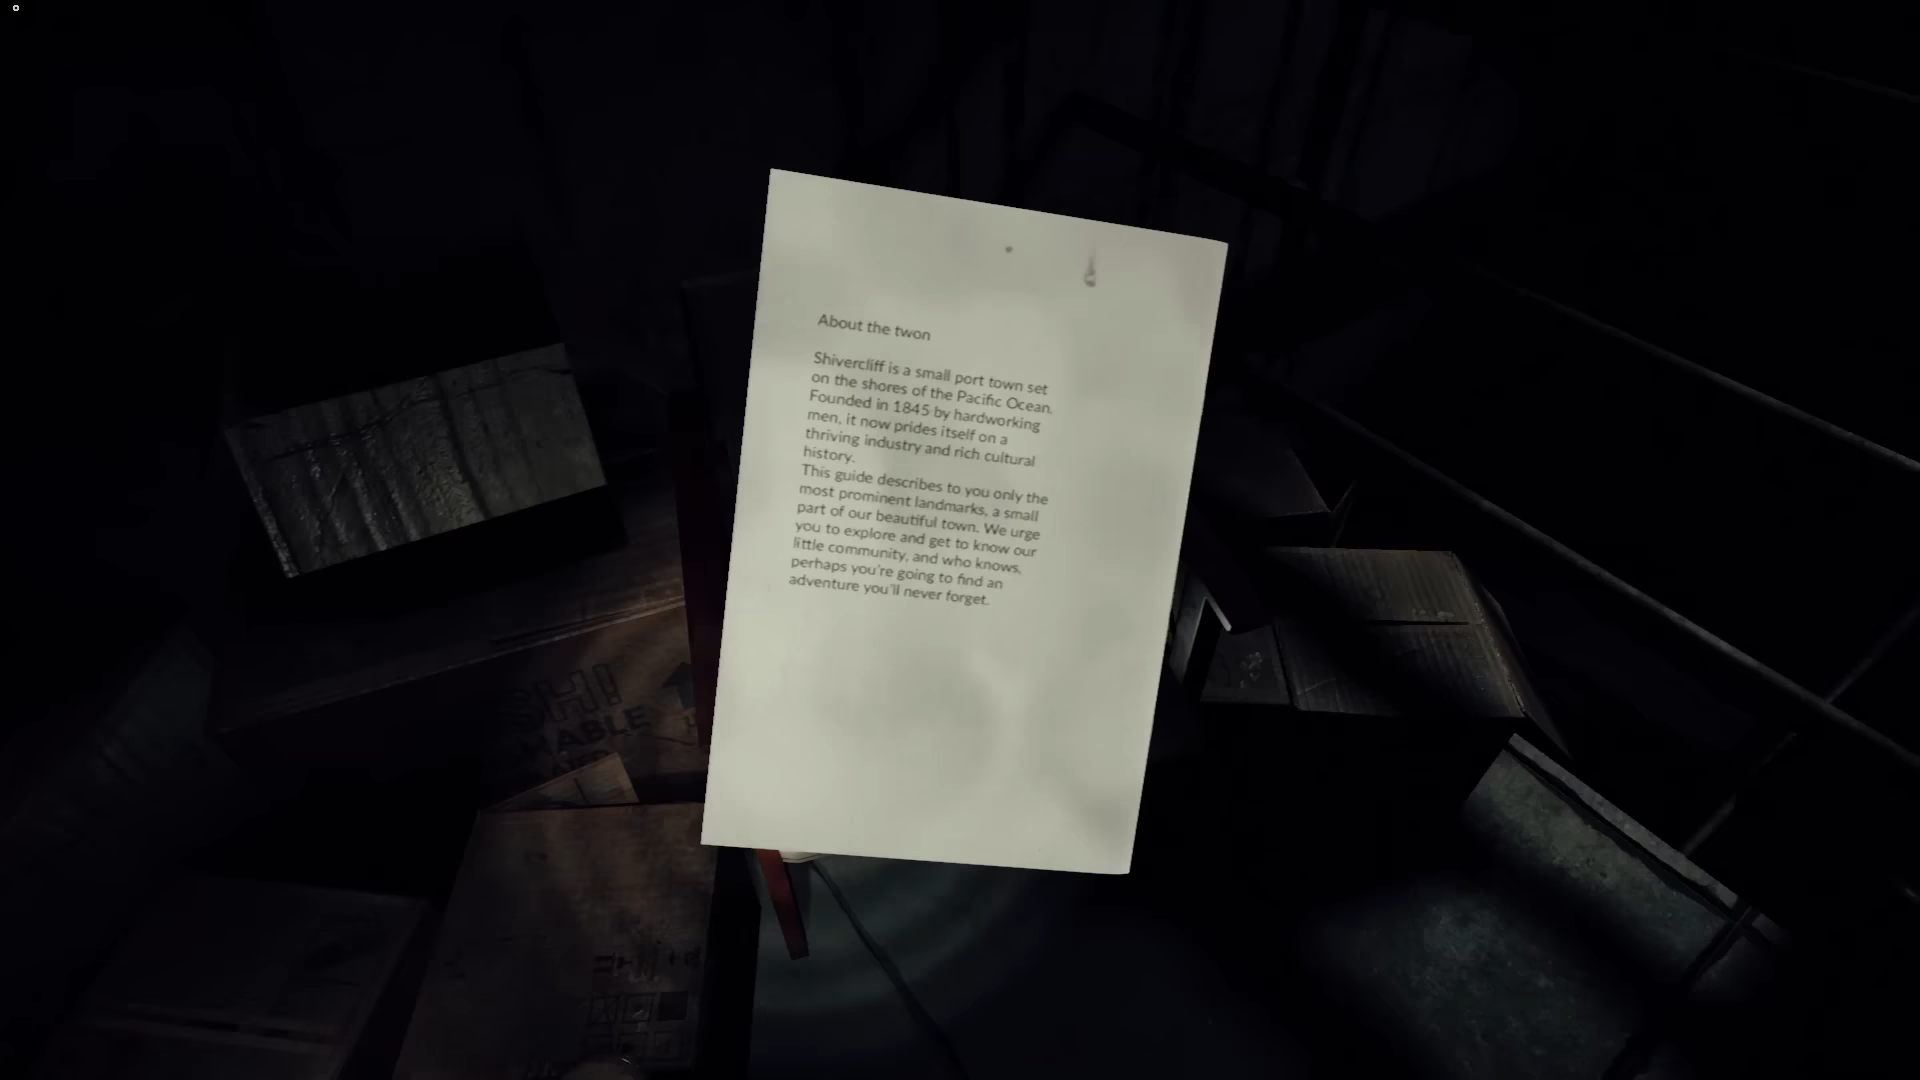 About the twon
Shivercliff is a small port town set
on the shores of the Pacific Ocean.
Founded in 1845 by hardworking
men, it now prides itself on a
thriving industry and rich cultural
history.
This guide describes to you only the
most prominent landmarks, a small
part of our beautiful town. We urge
you to explore and get to know our
little community, and who knows,
perhaps you're going to find an
adventure you'll never forget.